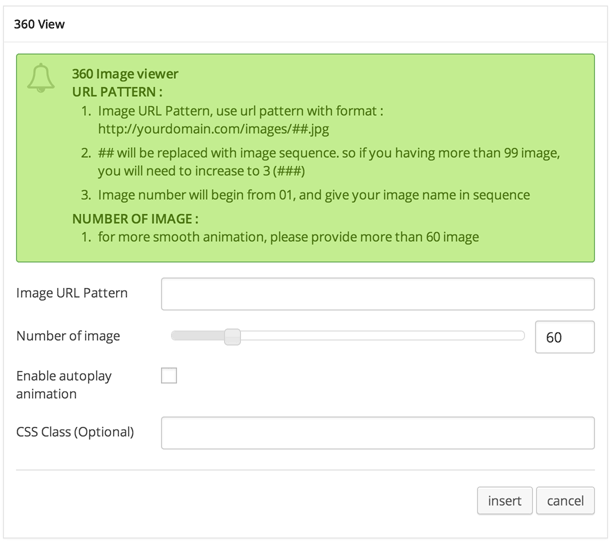 360 View
360 Image viewer
URL PATTERN :
1. Image URL Pattern, use url pattern with format :
http://yourdomain.com/images/##.jpg
2. ## will be replaced with image sequence. so if you having more than 99 image,
you will need to increase to 3 (###)
3. Image number will begin from 01, and give your image name in sequence
NUMBER OF IMAGE :
1. for more smooth animation, please provide more than 60 image
Image URL Pattern
Number of image
60
Enable autoplay
animation
CSS Class (Optional)
insert
cancel